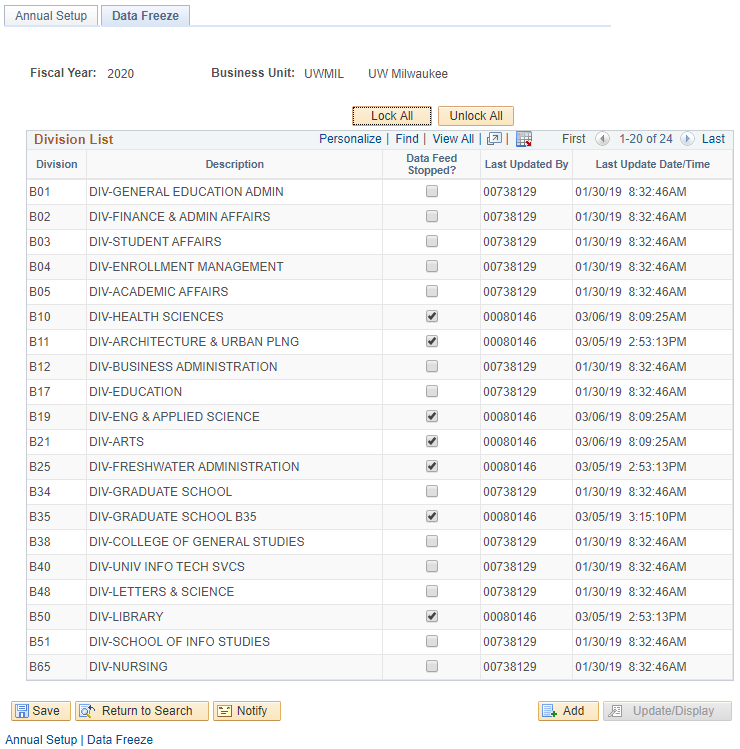 Annual Setup Data Freeze
Fiscal Year: 2020 Business Unit: UWMIL UW Milwaukee
Lock All Unlock All
Division List Personalize | Find | View All | | First 1-20 of 24 Last
Division Description Data Feed Stopped? Last Updated By Last Update Date/Time
B01 DIV-GENERAL EDUCATION ADMIN 00738129 01/30/19 8:32:46AM
B02 DIV-FINANCE & ADMIN AFFAIRS 00738129 01/30/19 8:32:46AM
B03 DIV-STUDENT AFFAIRS 00738129 01/30/19 8:32:46AM
B04 DIV-ENROLLMENT MANAGEMENT 00738129 01/30/19 8:32:46AM
B05 DIV-ACADEMIC AFFAIRS 00738129 01/30/19 8:32:46AM
B10 DIV-HEALTH SCIENCES 00080146 03/06/19 8:09:25AM
B11 DIV-ARCHITECTURE & URBAN PLNG 00080146 03/05/19 2:53:13PM
B12 DIV-BUSINESS ADMINISTRATION 00738129 01/30/19 8:32:46AM
B17 DIV-EDUCATION 00738129 01/30/19 8:32:46AM
B19 DIV-ENG & APPLIED SCIENCE 00080146 03/06/19 8:09:25AM
B21 DIV-ARTS 00080146 03/06/19 8:09:25AM
B25 DIV-FRESHWATER ADMINISTRATION 00080146 03/05/19 2:53:13PM
B34 DIV-GRADUATE SCHOOL 00738129 01/30/19 8:32:46AM
B35 DIV-GRADUATE SCHOOL B35 00080146 03/05/19 3:15:10PM
B38 DIV-COLLEGE OF GENERAL STUDIES 00738129 01/30/19 8:32:46AM
B40 DIV-UNIV INFO TECH SVCS 00738129 01/30/19 8:32:46AM
B48 DIV-LETTERS & SCIENCE 00738129 01/30/19 8:32:46AM
B50 DIV-LIBRARY 00080146 03/05/19 2:53:13PM
B51 DIV-SCHOOL OF INFO STUDIES 00738129 01/30/19 8:32:46AM
B65 DIV-NURSING 00738129 01/30/19 8:32:46AM
Save Return to Search Notify Add Update/Display
Annual Setup | Data Freeze